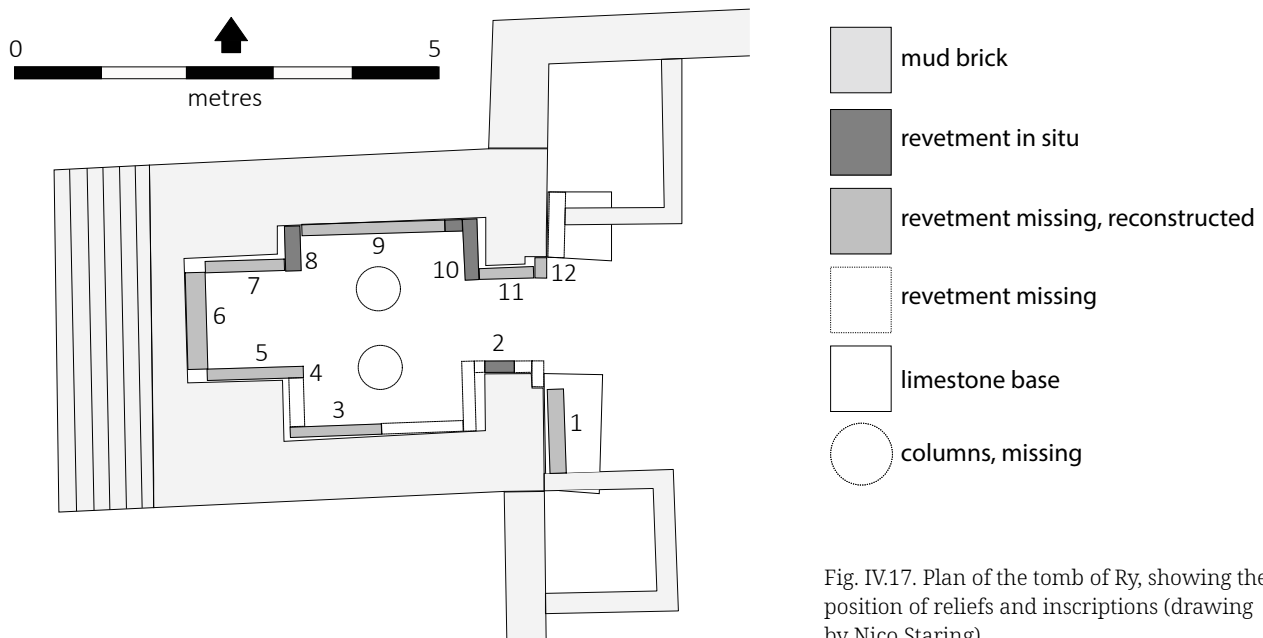 0 5
metres
9
8
10
12
7
11
6
2
5
4
3
1
mud brick
revetment in situ
revetment missing, reconstructed
revetment missing
limestone base
columns, missing
Fig. IV.17. Plan of the tomb of Ry, showing the
position of reliefs and inscriptions (drawing
by Nico Staring)